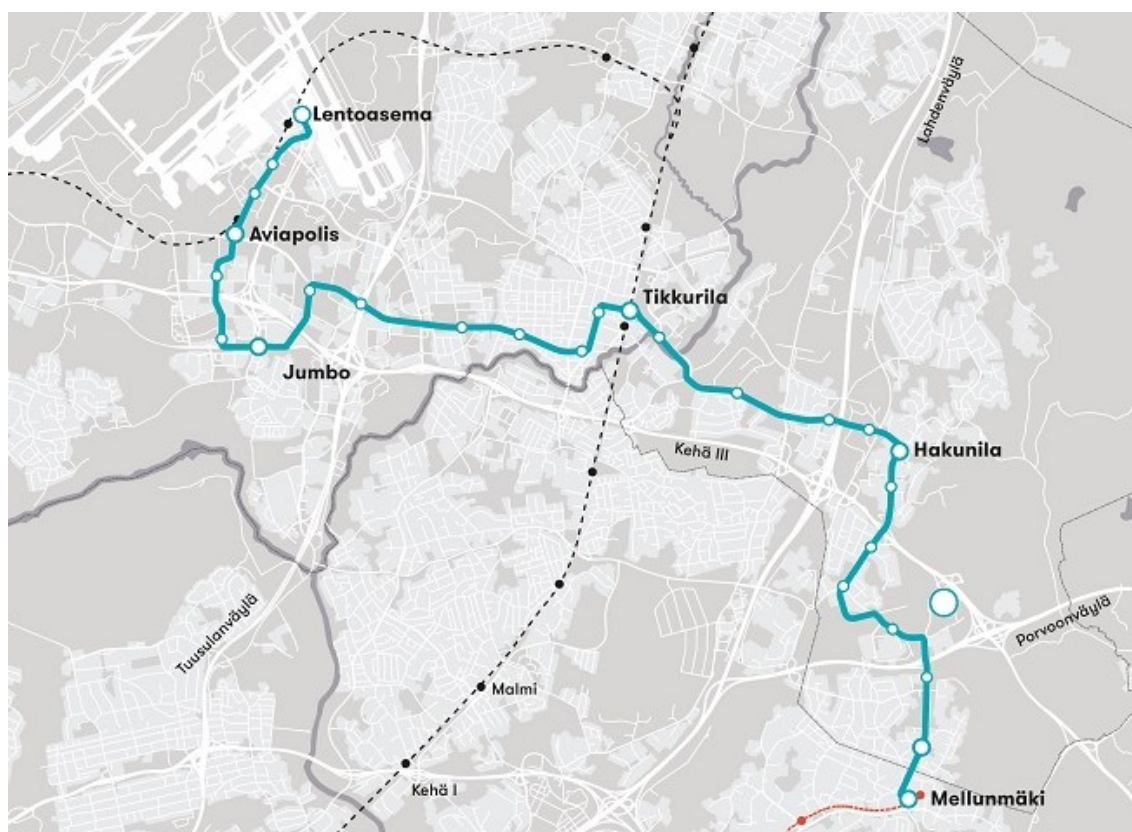 Lentoasema
Lahdenväylä
Aviapolis
Tikkurila
Jumbo
Kehä III
Hakunila
Tuusulanväylä
Porvoonväylä
Malmi
Kehä I
Mellunmäki